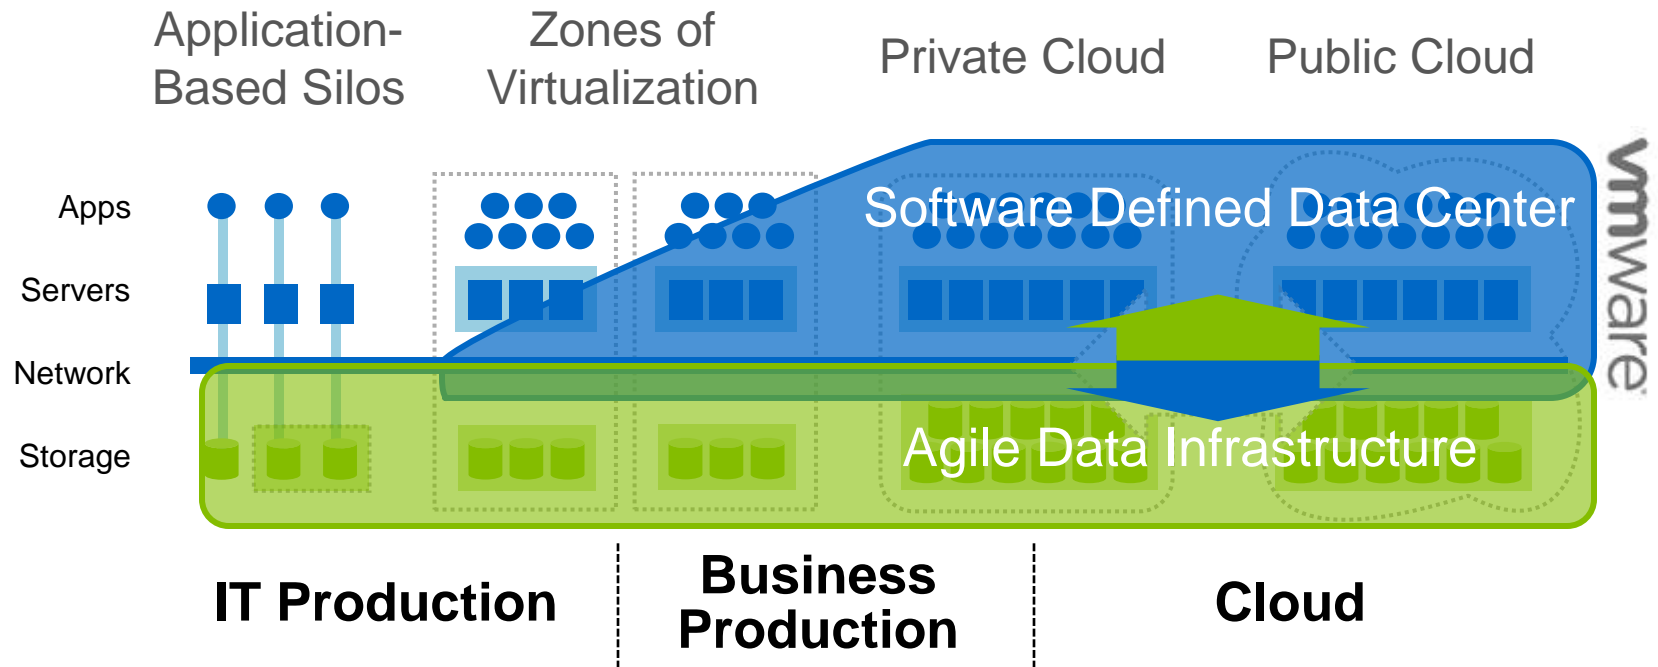 Application-
Based Silos
Zones of
Virtualization
Private Cloud
Public Cloud
Apps
Servers
Network
Storage
Software Defined Data Center
Agile Data Infrastructure
vmware
IT Production
Business
Production
Cloud